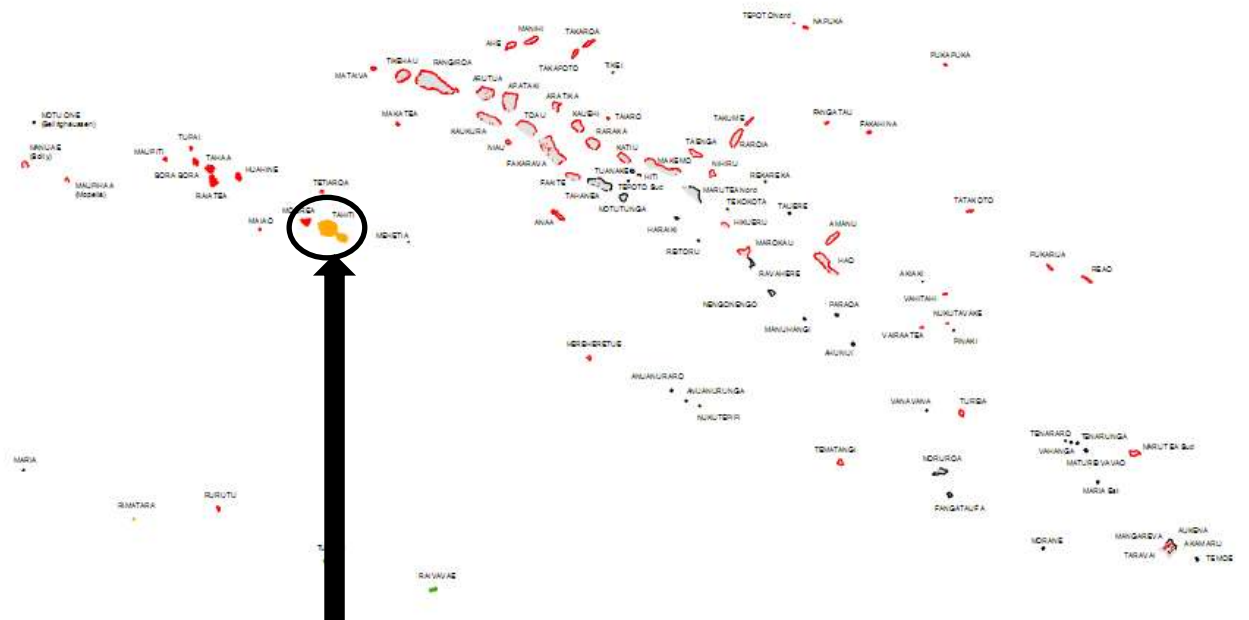 TEPOTO Nord
NAPUKA
MANIHI
TAKAROA
AHE
TAKAPOTO
TIKEI
PUKAPUKA
TIKEHAU
RANGIROA
MATAIVA
ARUTUA
APATAKI
ARATIKA
MAKATEA
KAUKURA
TOAU
KAUEHI
TAIARO
TAKUME
FANGATAU
FAKAHINA
MOTU ONE
(Bellinghaussen)
MANUAE
(Scilly)
MAUPIHAA
(Mopelia)
TUPAI
MAUPITI
TAHAA
BORA BORA
HUAHINE
RAIATEA
NIAU
RARAKA
KATIU
TAENGA
RAROIA
FAKARAVA
TUANAKE
HITI
MAKEMO
NIHIRU
FAAITE
TEPOTO Sud
REKAREKA
TETIAROA
TAHANEA
MOTUTUNGA
MARUTEA Nord
TEKOKOTA
TAUERE
TATAKOTO
MAIAO
MOOREA
TAHITI
MEHETIA
ANAA
HARAIKI
HIKUERU
AMANU
REITORU
MAROKAU
HAO
RAVAHERE
AKIAKI
PUKARUA
REAO
NENGONENGO
PARAOA
VAHITAHI
MANUHANGI
NUKUTAVAKE
VAIRAATEA
PINAKI
AHUNUI
HEREHERETUE
ANUANURARO
ANUANURUNGA
NUKUTEPIPI
VANAVANA
TUREIA
TENARARO
TENARUNGA
VAHANGA
MARUTEA Sud
MATUREIVAVAO
MARIA Est
MARIA
TEMATANGI
MORUROA
FANGATAUFA
RIMATARA
RURUTU
RAIVAVAE
MORANE
MANGAREVA
AUKENA
AKAMARU
TARAVAI
TEMOE